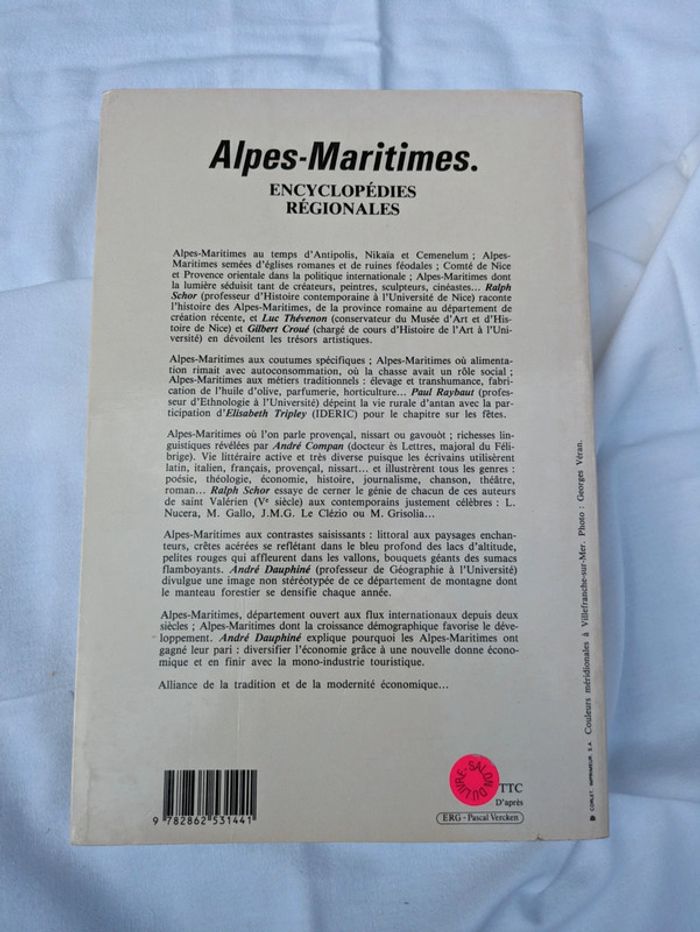 Alpes-Maritimes.
ENCYCLOPÉDIES
RÉGIONALES
Alpes-Maritimes au temps d'Antipolis, Nikaïa et Cemenelum ; Alpes-
Maritimes semées d'églises romanes et de ruines féodales ; Comté de Nice
et Provence orientale dans la politique internationale ; Alpes-Maritimes dont
la lumière séduisit tant de créateurs, peintres, sculpteurs, cinéastes... Ralph
Schor (professeur d'Histoire contemporaine à l'Université de Nice) raconte
l'histoire des Alpes-Maritimes, de la province romaine au département de
création récente, et Luc Thévenon (conservateur du Musée d'Art et d'His-
toire de Nice) et Gilbert Croué (chargé de cours d'Histoire de l'Art à l'Uni-
versité) en dévoilent les trésors artistiques.
Alpes-Maritimes aux coutumes spécifiques ; Alpes-Maritimes où alimenta-
tion rimait avec autoconsommation, où la chasse avait un rôle social ;
Alpes-Maritimes aux métiers traditionnels : élevage et transhumance, fabri-
cation de l'huile d'olive, parfumerie, horticulture... Paul Raybaut (profes-
seur d'Ethnologie à l'Université) dépeint la vie rurale d'antan avec la par-
ticipation d'Elisabeth Tripley (IDERIC) pour le chapitre sur les fêtes.
Alpes-Maritimes où l'on parle provençal, nissart ou gavouòt ; richesses lin-
guistiques révélées par André Compan (docteur ès Lettres, majoral du Féli-
brige). Vie littéraire active et très diverse puisque les écrivains utilisèrent
latin, italien, français, provençal, nissart... et illustrèrent tous les genres :
poésie, théologie, économie, histoire, journalisme, chanson, théâtre,
roman... Ralph Schor essaye de cerner le génie de chacun de ces auteurs
de saint Valérien (Ve siècle) aux contemporains justement célèbres : L.
Nucera, M. Gallo, J.M.G. Le Clézio ou M. Grisolia...
Alpes-Maritimes aux contrastes saisissants : littoral aux paysages enchan-
teurs, crêtes acérées se reflétant dans le bleu profond des lacs d'altitude,
pelites rouges qui affleurent dans les vallons, bouquets géants des sumacs
flamboyants. André Dauphiné (professeur de Géographie à l'Université)
divulgue une image non stéréotypée de ce département de montagne dont
le manteau forestier se densifie chaque année.
Alpes-Maritimes, département ouvert aux flux internationaux depuis deux
siècles ; Alpes-Maritimes dont la croissance démographique favorise le déve-
loppement. André Dauphiné explique pourquoi les Alpes-Maritimes ont
gagné leur pari : diversifier l'économie grâce à une nouvelle donne écono-
mique et en finir avec la mono-industrie touristique.
Alliance de la tradition et de la modernité économique...
9 782862 531441
SALON DU LIVRE
TTC
D'après
ERG - Pascal Vercken
CORLET, IMPRIMEUR, S.A. Couleurs méridionales à Villefranche-sur-Mer. Photo : Georges Véran.